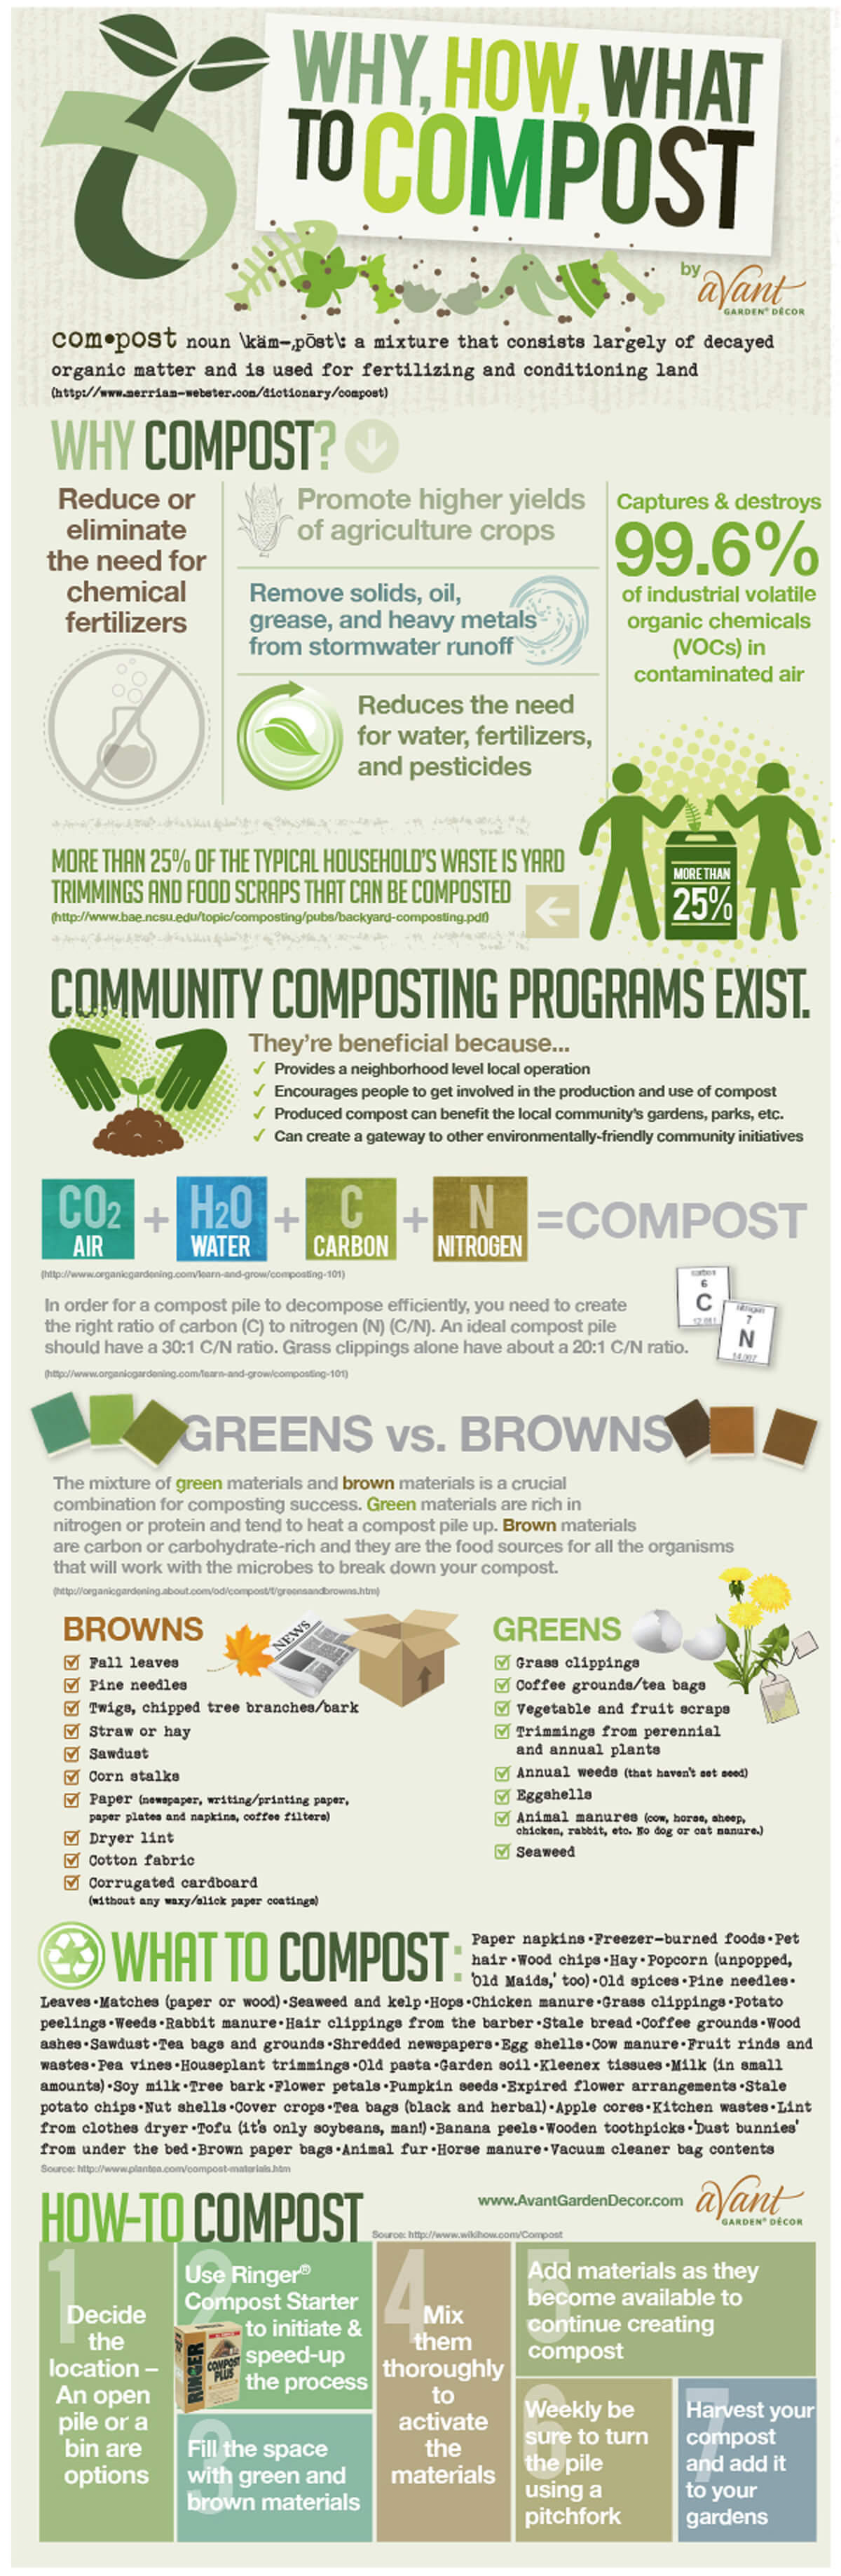 WHY, HOW, WHAT
TO COMPOST
by avant
GARDEN® DÉCOR
com•post noun \käm-ˌpōst\: a mixture that consists largely of decayed
organic matter and is used for fertilizing and conditioning land
(http://www.merriam-webster.com/dictionary/compost)
WHY COMPOST?
Reduce or
eliminate
the need for
chemical
fertilizers
Promote higher yields
of agriculture crops
Remove solids, oil,
grease, and heavy metals
from stormwater runoff
Reduces the need
for water, fertilizers,
and pesticides
Captures & destroys
99.6%
of industrial volatile
organic chemicals
(VOCs) in
contaminated air
MORE THAN 25% OF THE TYPICAL HOUSEHOLD'S WASTE IS YARD
TRIMMINGS AND FOOD SCRAPS THAT CAN BE COMPOSTED
(http://www.bae.ncsu.edu/topic/composting/pubs/backyard-composting.pdf)
MORE THAN
25%
COMMUNITY COMPOSTING PROGRAMS EXIST.
They're beneficial because...
✓ Provides a neighborhood level local operation
✓ Encourages people to get involved in the production and use of compost
✓ Produced compost can benefit the local community's gardens, parks, etc.
✓ Can create a gateway to other environmentally-friendly community initiatives
CO2 + H2O + C + N =COMPOST
AIR WATER CARBON NITROGEN
(http://www.organicgardening.com/learn-and-grow/composting-101)
In order for a compost pile to decompose efficiently, you need to create
the right ratio of carbon (C) to nitrogen (N) (C/N). An ideal compost pile
should have a 30:1 C/N ratio. Grass clippings alone have about a 20:1 C/N ratio.
(http://www.organicgardening.com/learn-and-grow/composting-101)
carbon
6
C
12.011
nitrogen
7
N
14.007
GREENS vs. BROWNS
The mixture of green materials and brown materials is a crucial
combination for composting success. Green materials are rich in
nitrogen or protein and tend to heat a compost pile up. Brown materials
are carbon or carbohydrate-rich and they are the food sources for all the organisms
that will work with the microbes to break down your compost.
(http://organicgardening.about.com/od/compost/f/greensandbrowns.htm)
BROWNS
NEWS
Fall leaves
Pine needles
Twigs, chipped tree branches/bark
Straw or hay
Sawdust
Corn stalks
Paper (newspaper, writing/printing paper,
paper plates and napkins, coffee filters)
Dryer lint
Cotton fabric
Corrugated cardboard
(without any waxy/slick paper coatings)
GREENS
Grass clippings
Coffee grounds/tea bags
Vegetable and fruit scraps
Trimmings from perennial
and annual plants
Annual weeds (that haven't set seed)
Eggshells
Animal manures (cow, horse, sheep,
chicken, rabbit, etc. No dog or cat manure.)
Seaweed
WHAT TO COMPOST:
Paper napkins•Freezer-burned foods•Pet
hair•Wood chips•Hay•Popcorn (unpopped,
'Old Maids,' too)•Old spices•Pine needles•
Leaves•Matches (paper or wood)•Seaweed and kelp•Hops•Chicken manure•Grass clippings•Potato
peelings•Weeds•Rabbit manure•Hair clippings from the barber•Stale bread•Coffee grounds•Wood
ashes•Sawdust•Tea bags and grounds•Shredded newspapers•Egg shells•Cow manure•Fruit rinds and
wastes•Pea vines•Houseplant trimmings•Old pasta•Garden soil•Kleenex tissues•Milk (in small
amounts)•Soy milk•Tree bark•Flower petals•Pumpkin seeds•Expired flower arrangements•Stale
potato chips•Nut shells•Cover crops•Tea bags (black and herbal)•Apple cores•Kitchen wastes•Lint
from clothes dryer•Tofu (it's only soybeans, man!)•Banana peels•Wooden toothpicks•'Dust bunnies'
from under the bed•Brown paper bags•Animal fur•Horse manure•Vacuum cleaner bag contents
Source: http://www.plantea.com/compost-materials.htm
HOW-TO COMPOST
Source: http://www.wikihow.com/Compost
www.AvantGardenDecor.com
avant
GARDEN® DÉCOR
1
Decide
the
location –
An open
pile or a
bin are
options
2
Use Ringer®
Compost Starter
to initiate &
speed-up
the process
RINGER
COMPOST
PLUS
3
Fill the space
with green and
brown materials
4
Mix
them
thoroughly
to
activate
the
materials
5
Add materials as they
become available to
continue creating
compost
6
Weekly be
sure to turn
the pile
using a
pitchfork
7
Harvest your
compost
and add it
to your
gardens